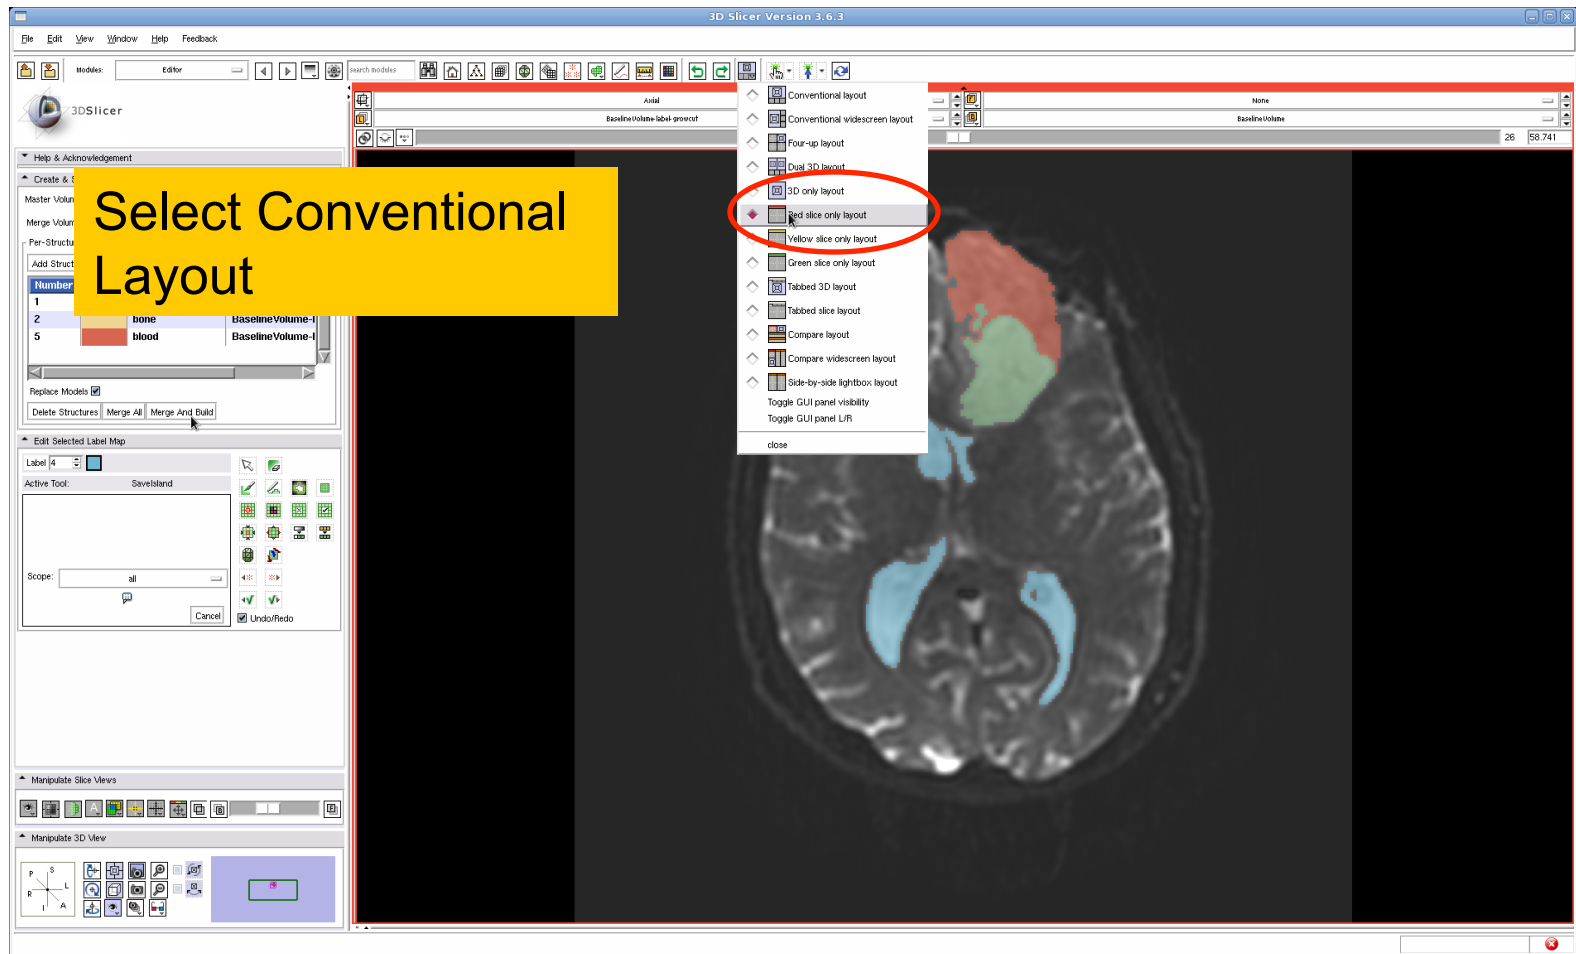 3D Slicer Version 3.6.3
File Edit View Window Help Feedback
Modules: Editor search modules
3DSlicer
Axial None
BaselineVolume-label-growcut BaselineVolume
26 58.741
Conventional layout
Conventional widescreen layout
Four-up layout
Dual 3D layout
3D only layout
Red slice only layout
Yellow slice only layout
Green slice only layout
Tabbed 3D layout
Tabbed slice layout
Compare layout
Compare widescreen layout
Side-by-side lightbox layout
Toggle GUI panel visibility
Toggle GUI panel L/R
close
Help & Acknowledgement
Create &
Master Volum
Merge Volum
Per-Structu
Add Struct
Select Conventional
Layout
Number
1
2 bone BaselineVolume-l
5 blood BaselineVolume-l
Replace Models
Delete Structures Merge All Merge And Build
Edit Selected Label Map
Label 4
Active Tool: SaveIsland
Scope: all
Cancel
Undo/Redo
Manipulate Slice Views
Manipulate 3D View
P S
R L
I A